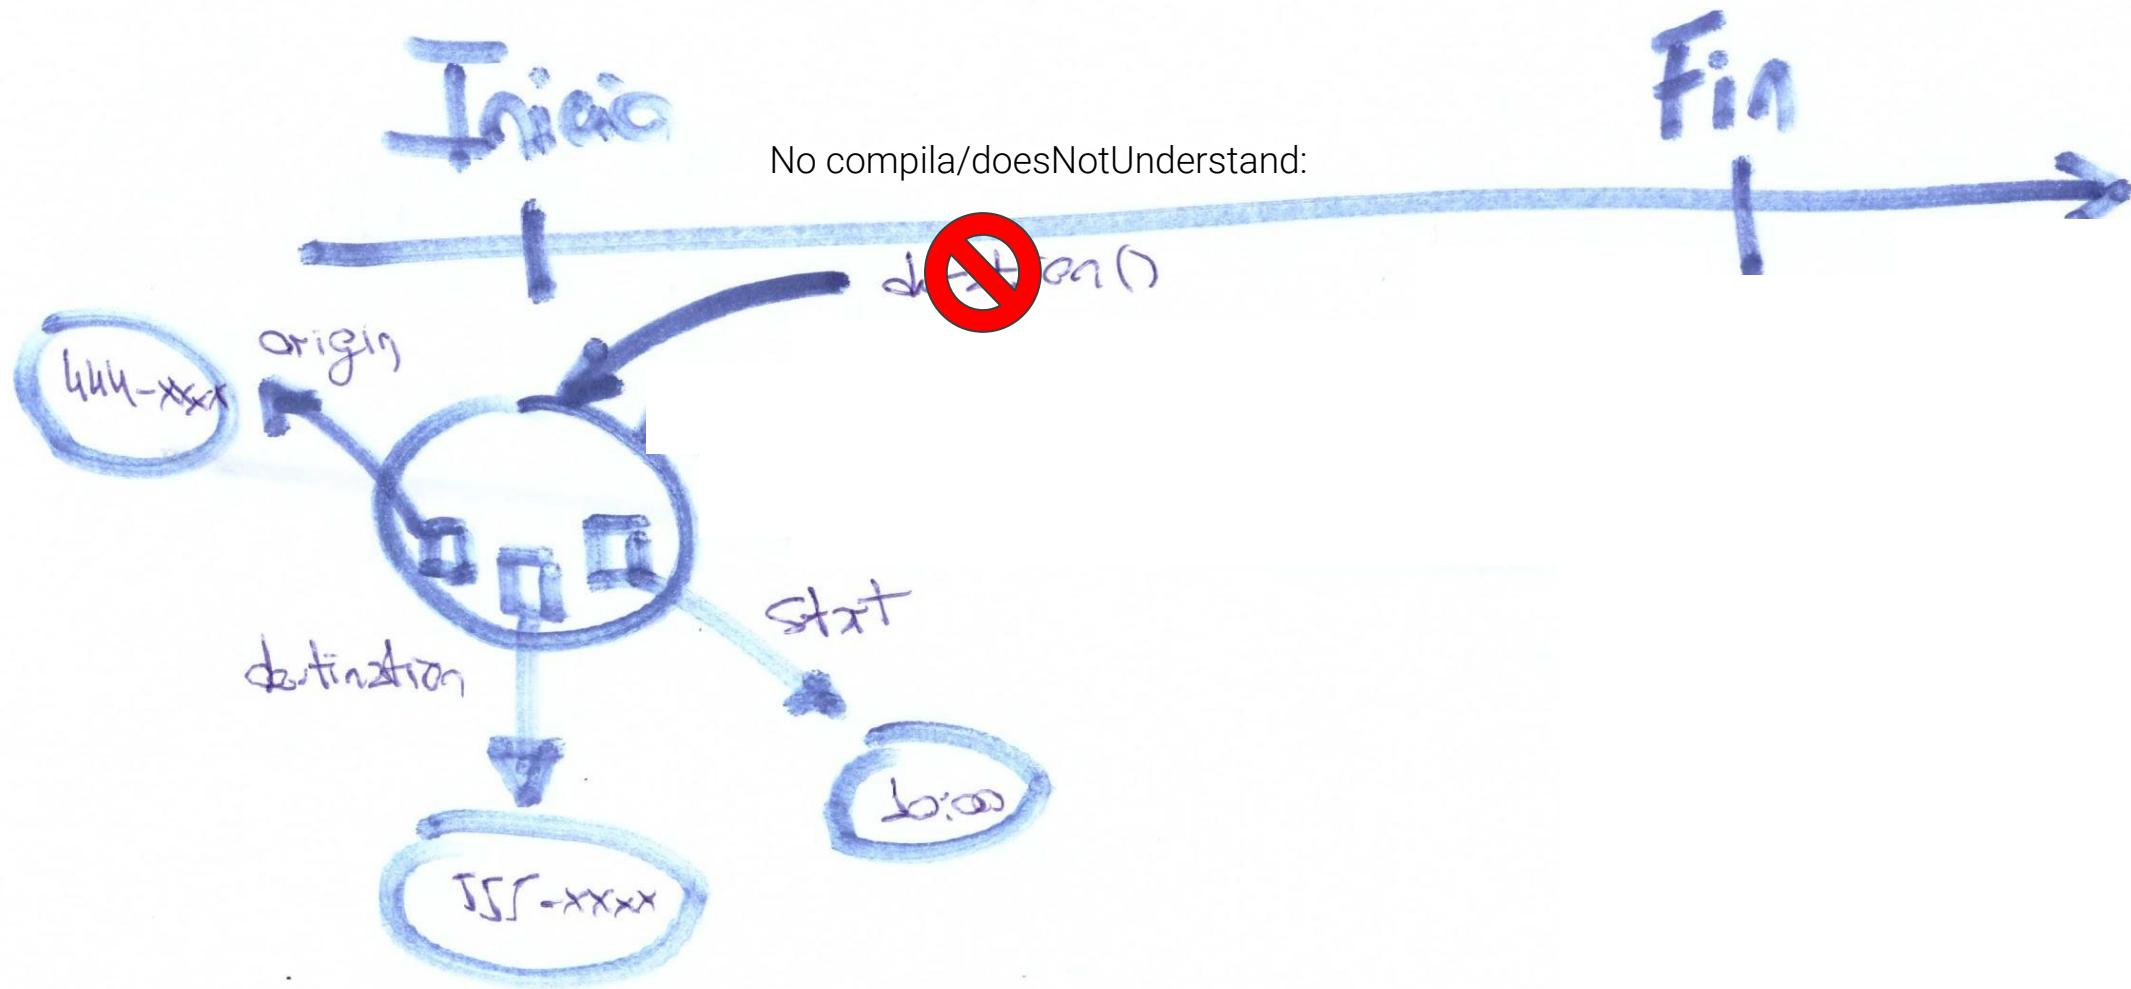 Inicio
Fin
No compila/doesNotUnderstand:
origin
444-xxxx
start
destination
10:00
555-xxxx